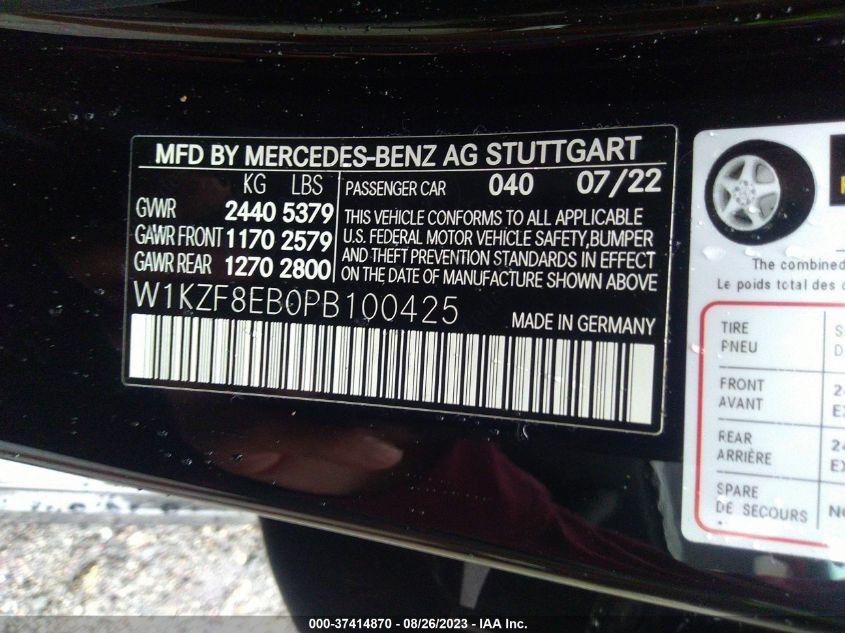 MFD BY MERCEDES-BENZ AG STUTTGART
KG LBS
GVWR 2440 5379
GAWR FRONT 1170 2579
GAWR REAR 1270 2800
PASSENGER CAR 040 07/22
THIS VEHICLE CONFORMS TO ALL APPLICABLE
U.S. FEDERAL MOTOR VEHICLE SAFETY,BUMPER
AND THEFT PREVENTION STANDARDS IN EFFECT
ON THE DATE OF MANUFACTURE SHOWN ABOVE
W1KZF8EB0PB100425
MADE IN GERMANY
The combined
Le poids total des
TIRE
PNEU
FRONT
AVANT
REAR
ARRIÈRE
SPARE
DE SECOURS
000-37414870 - 08/26/2023 - IAA Inc.